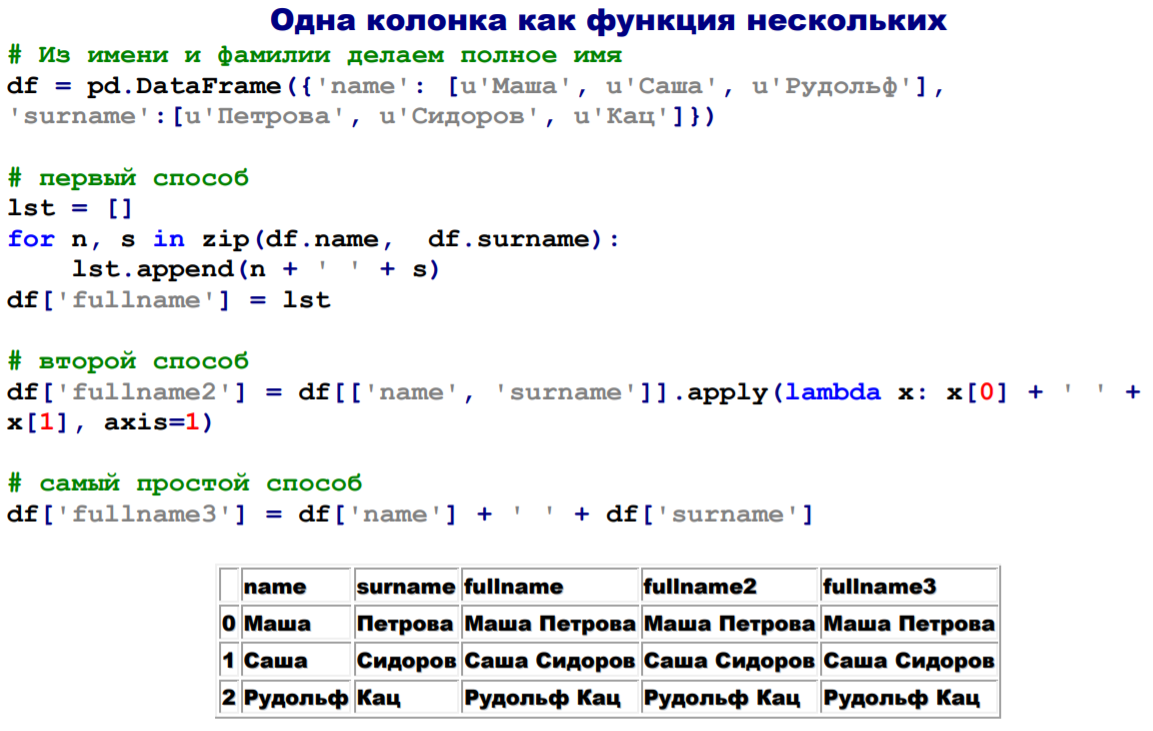 Одна колонка как функция нескольких
# Из имени и фамилии делаем полное имя
df = pd.DataFrame({'name': [u'Маша', u'Саша', u'Рудольф'],
'surname':[u'Петрова', u'Сидоров', u'Кац']})
# первый способ
lst = []
for n, s in zip(df.name,  df.surname):
    lst.append(n + ' ' + s)
df['fullname'] = lst
# второй способ
df['fullname2'] = df[['name', 'surname']].apply(lambda x: x[0] + ' ' +
x[1], axis=1)
# самый простой способ
df['fullname3'] = df['name'] + ' ' + df['surname']
name surname fullname fullname2 fullname3
0 Маша Петрова Маша Петрова Маша Петрова Маша Петрова
1 Саша Сидоров Саша Сидоров Саша Сидоров Саша Сидоров
2 Рудольф Кац Рудольф Кац Рудольф Кац Рудольф Кац